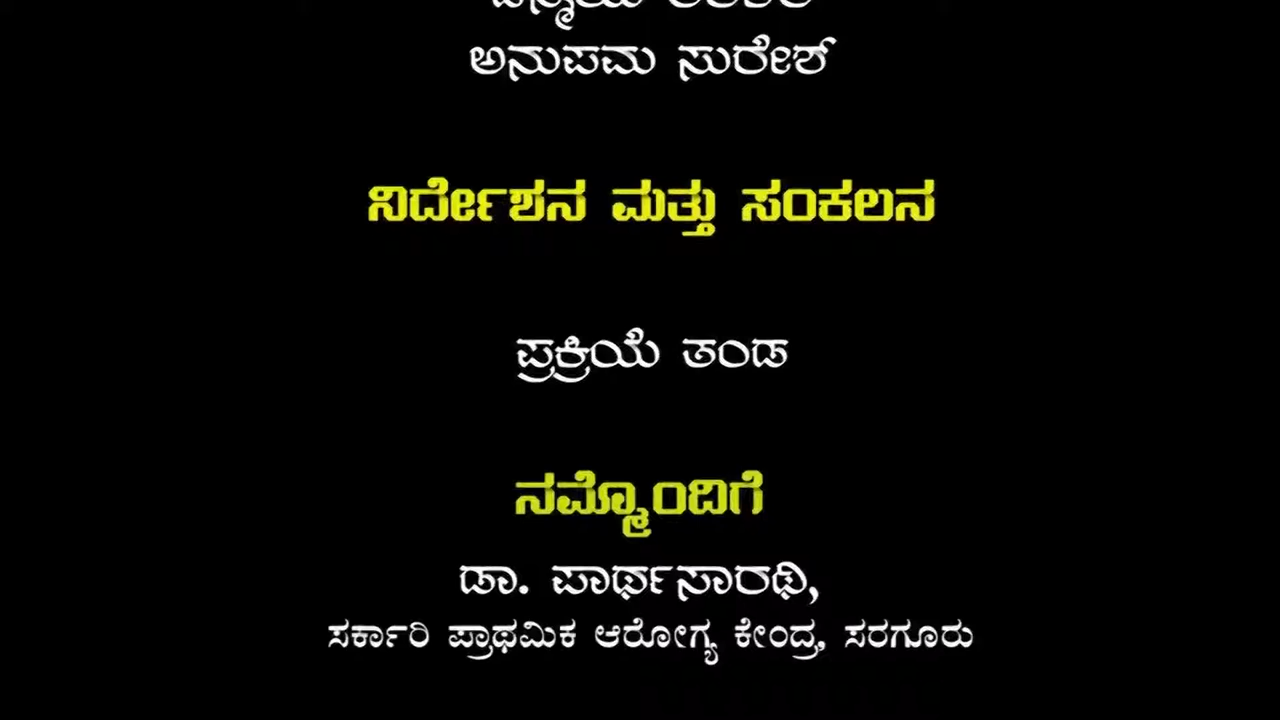 ಅನುಪಮ ಸುರೇಶ್
ನಿರ್ದೇಶನ ಮತ್ತು ಸಂಕಲನ
ಪ್ರಕ್ರಿಯೆ ತಂಡ
ನಮ್ಮೊಂದಿಗೆ
ಡಾ. ಪಾರ್ಥಸಾರಥಿ,
ಸರ್ಕಾರಿ ಪ್ರಾಥಮಿಕ ಆರೋಗ್ಯ ಕೇಂದ್ರ, ಸರಗೂರು